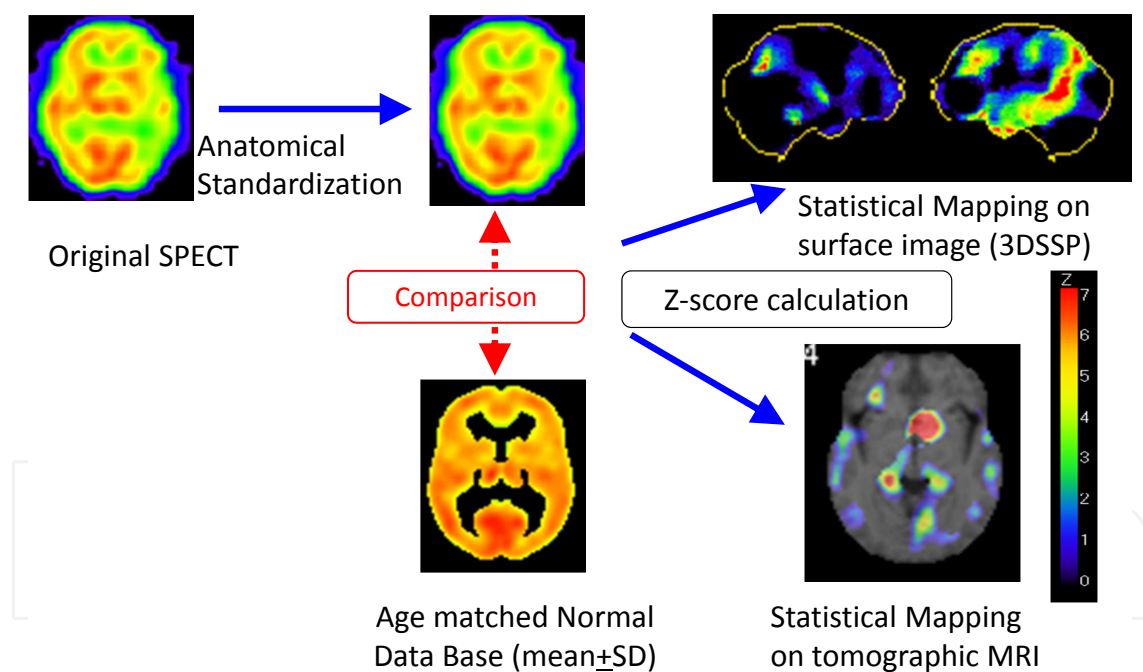 Anatomical
Standardization
Original SPECT
Statistical Mapping on
surface image (3DSSP)
Comparison
Z-score calculation
Z
7
6
5
4
3
2
1
0
4
Age matched Normal
Data Base (mean±SD)
Statistical Mapping
on tomographic MRI